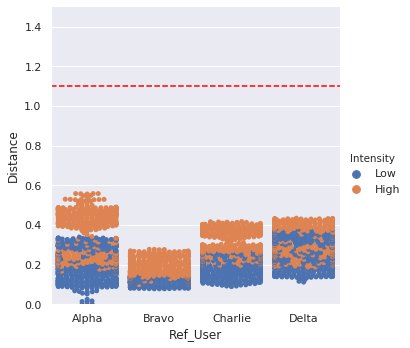 1.4
1.2
1.0
0.8
0.6
0.4
0.2
0.0
Distance
Alpha Bravo Charlie Delta
Ref_User
Intensity
Low
High